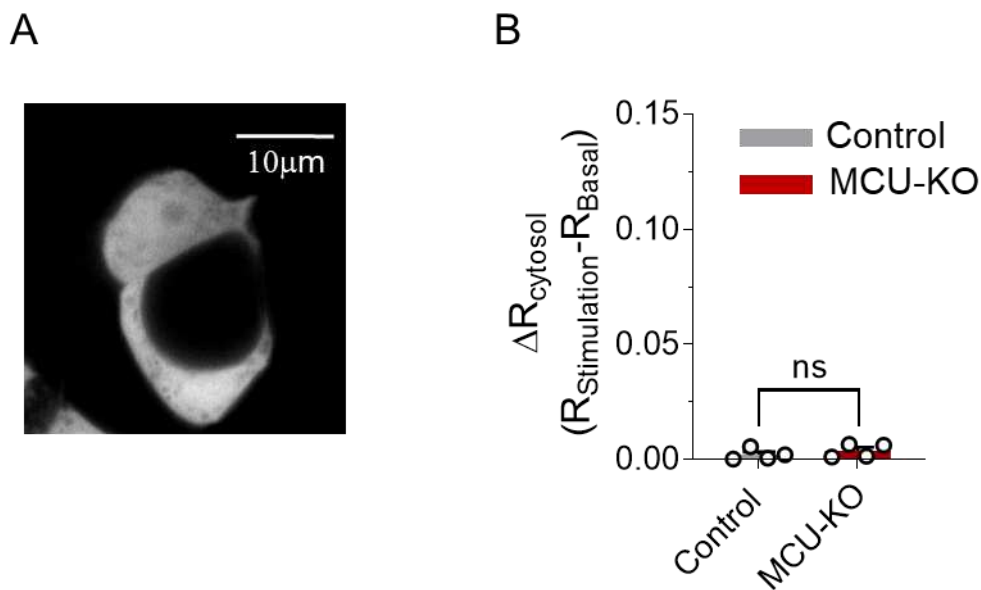 A
B
10µm
0.15
0.10
0.05
0.00
ΔRcytosol
(RStimulation-RBasal)
Control
MCU-KO
ns
Control
MCU-KO